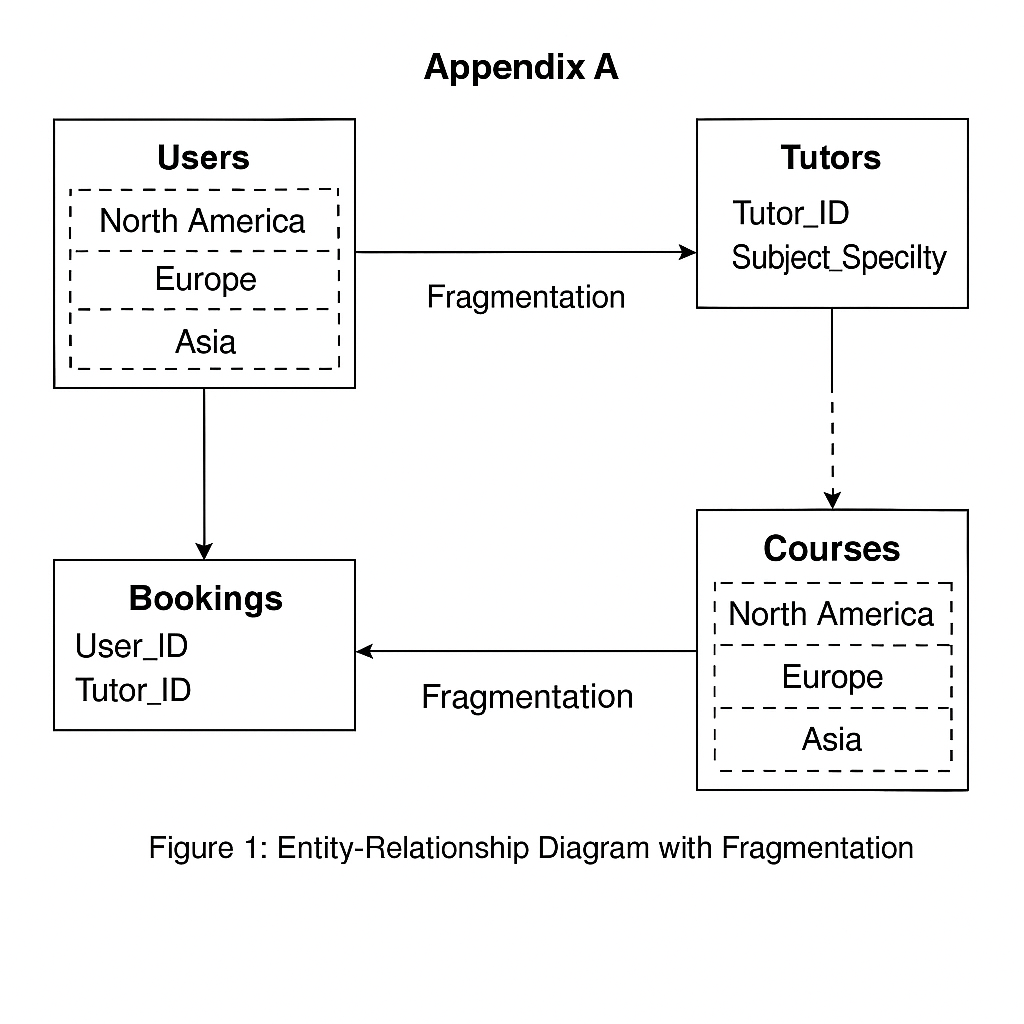 Appendix A
Users
North America
Europe
Asia
Fragmentation
Tutors
Tutor_ID
Subject_Specilty
Bookings
User_ID
Tutor_ID
Fragmentation
Courses
North America
Europe
Asia
Figure 1: Entity-Relationship Diagram with Fragmentation